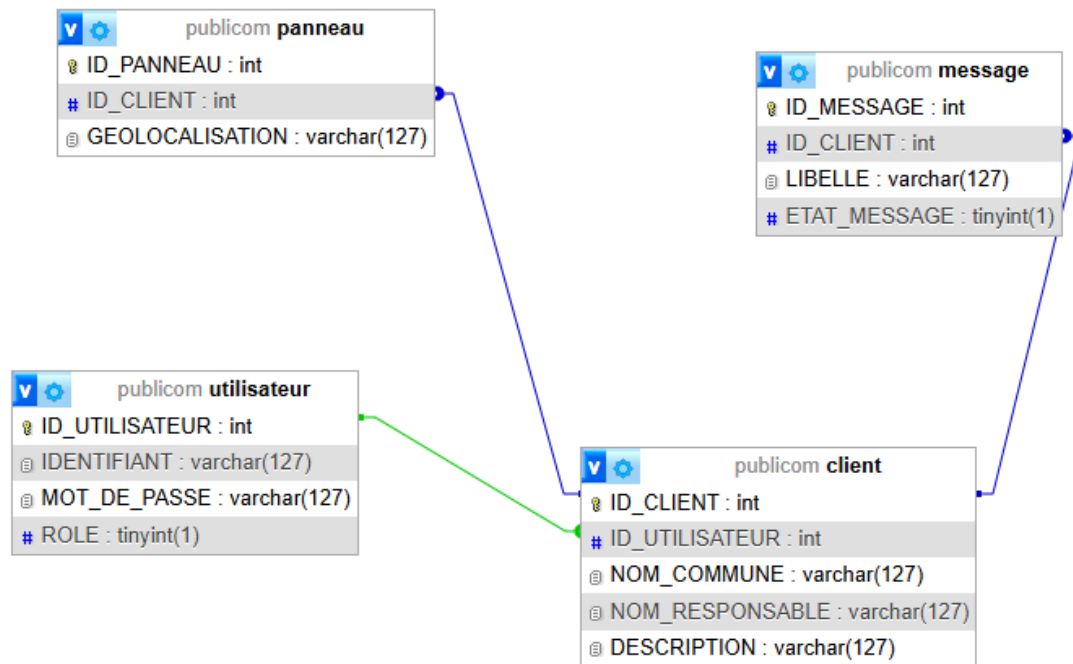 publicom panneau
ID_PANNEAU : int
# ID_CLIENT : int
GEOLOCALISATION : varchar(127)
publicom message
ID_MESSAGE : int
# ID_CLIENT : int
LIBELLE : varchar(127)
# ETAT_MESSAGE : tinyint(1)
publicom utilisateur
ID_UTILISATEUR : int
IDENTIFIANT : varchar(127)
MOT_DE_PASSE : varchar(127)
# ROLE : tinyint(1)
publicom client
ID_CLIENT : int
# ID_UTILISATEUR : int
NOM_COMMUNE : varchar(127)
NOM_RESPONSABLE : varchar(127)
DESCRIPTION : varchar(127)